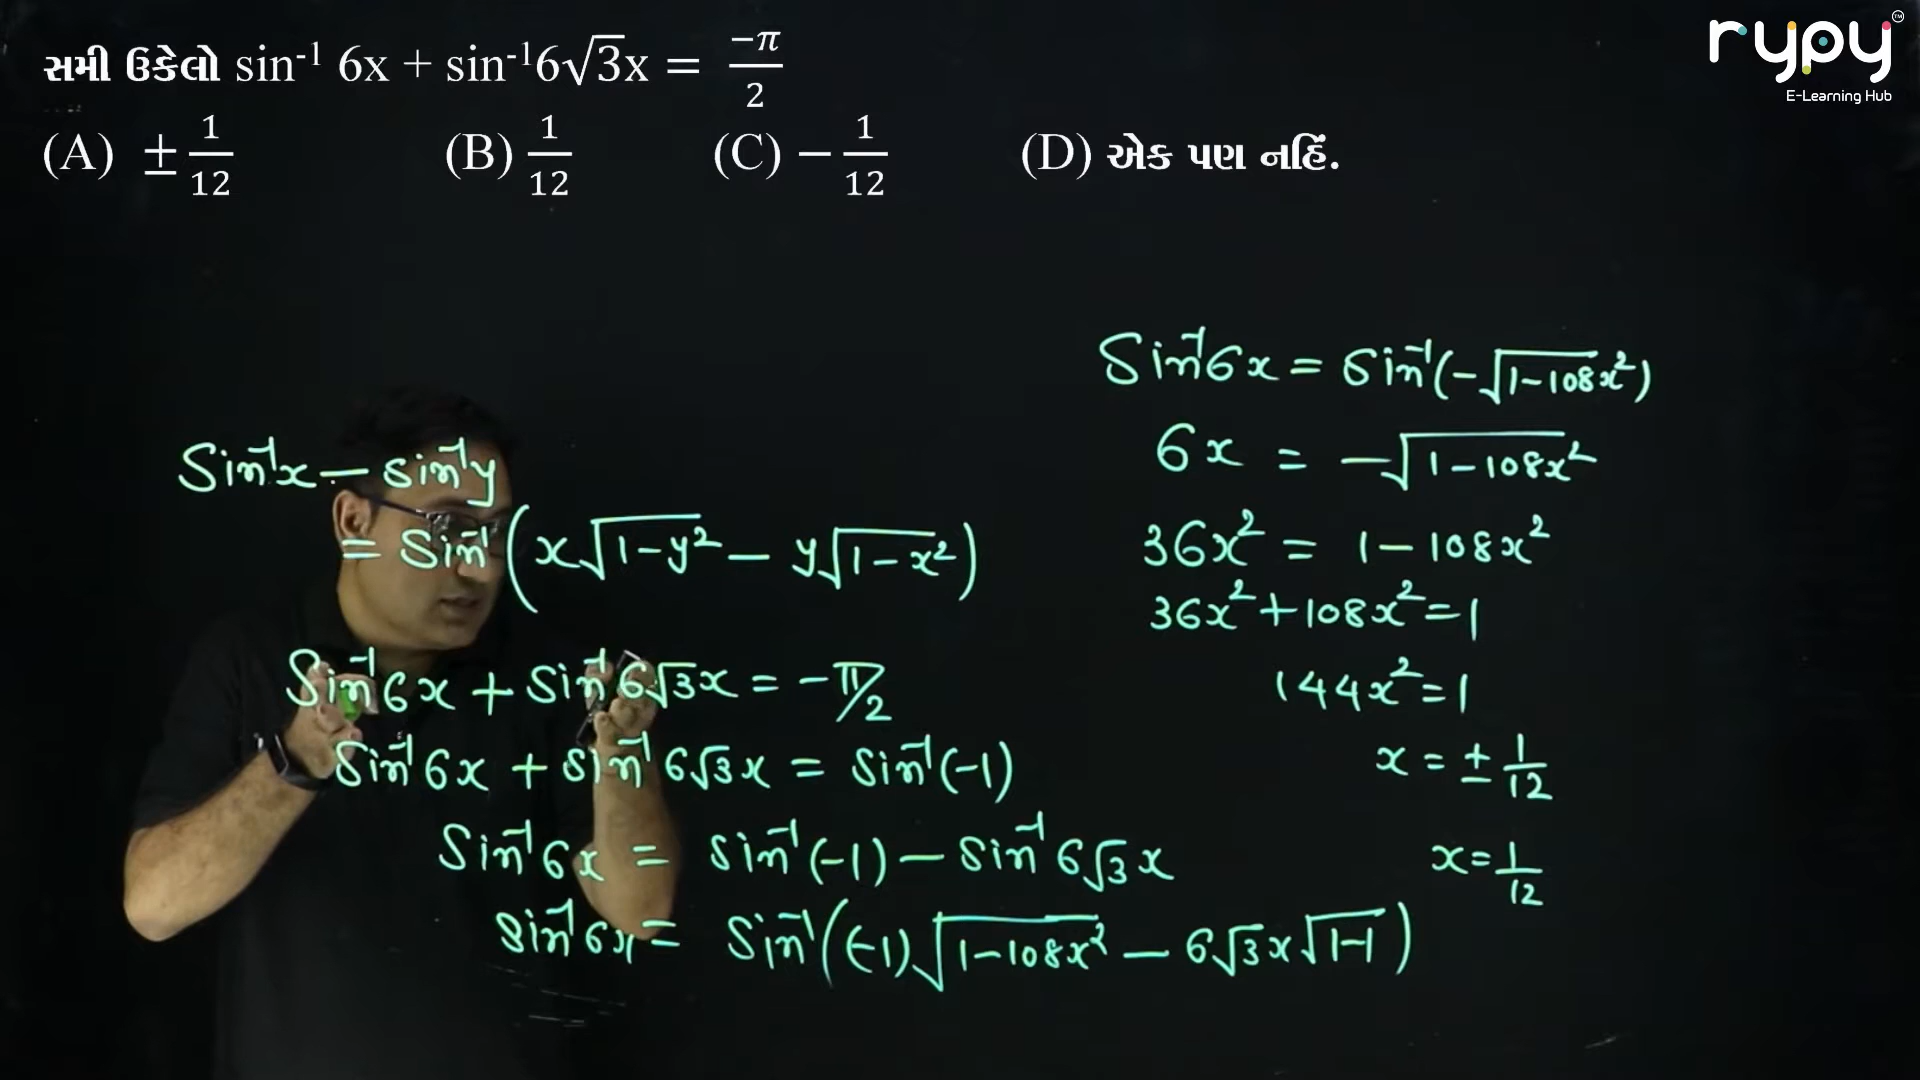 સમી ઉકેલો sin⁻¹ 6x + sin⁻¹6√3x = −π/2
(A) ± 1/12 (B) 1/12 (C) − 1/12 (D) એક પણ નહિં.
rypy™
E-Learning Hub
Sin⁻¹x − sin⁻¹y
= Sin⁻¹(x√(1−y²) − y√(1−x²))
Sin⁻¹6x + Sin⁻¹6√3x = −π/2
Sin⁻¹6x + Sin⁻¹6√3x = Sin⁻¹(−1)
Sin⁻¹6x = Sin⁻¹(−1) − Sin⁻¹6√3x
Sin⁻¹6x = Sin⁻¹((−1)√(1−108x²) − 6√3x√(1−1))
Sin⁻¹6x = Sin⁻¹(−√(1−108x²))
6x = −√(1−108x²)
36x² = 1−108x²
36x²+108x²=1
144x²=1
x = ± 1/12
x = 1/12